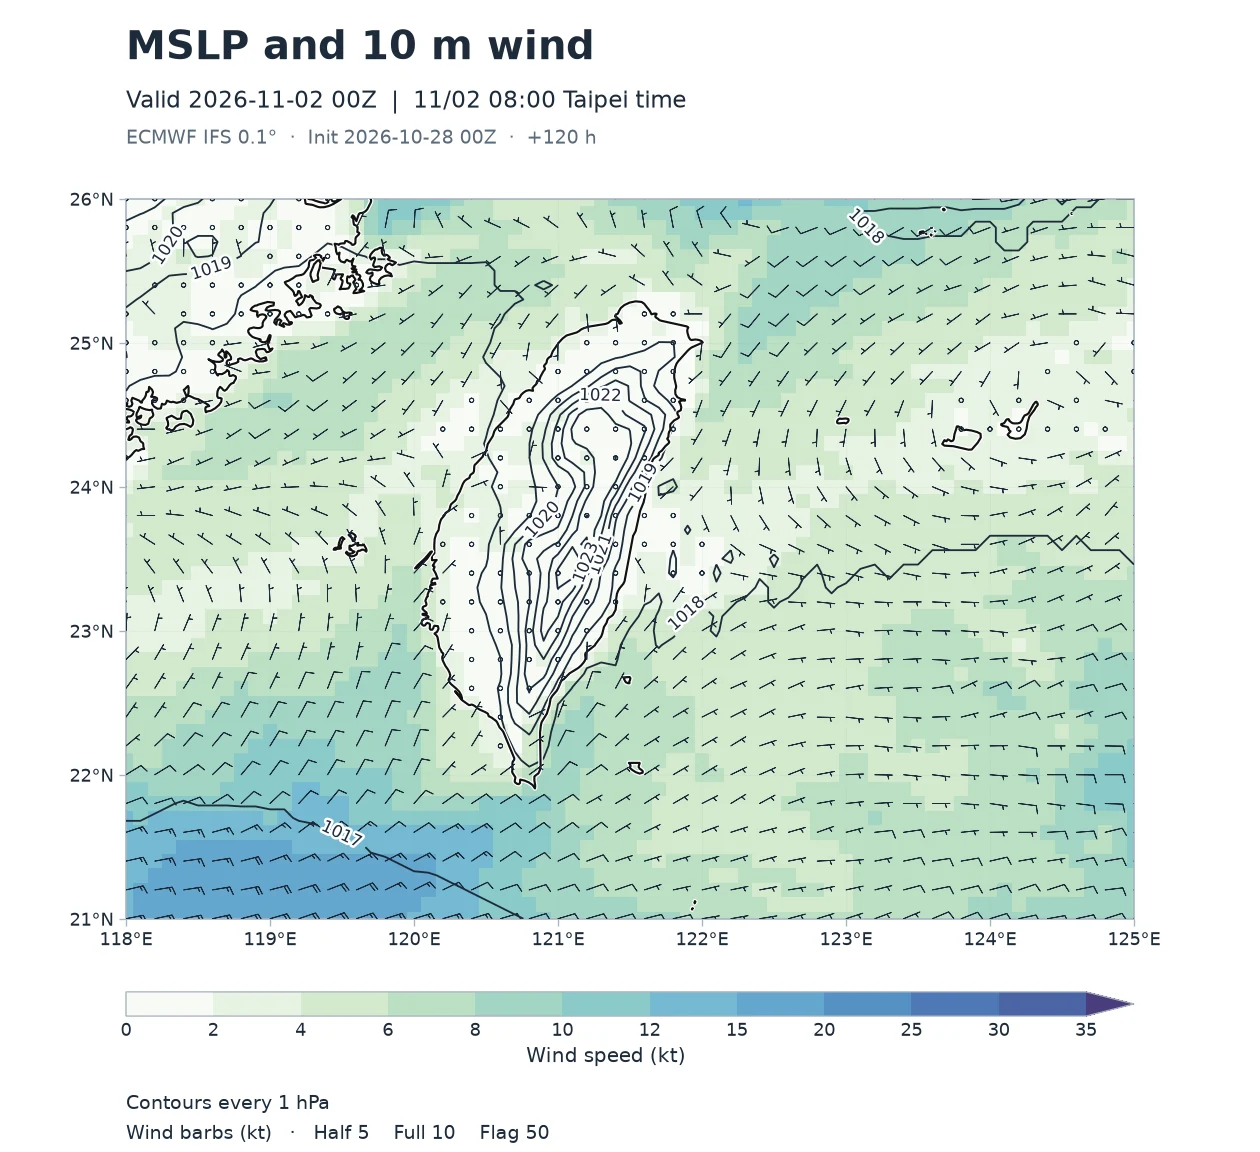 MSLP and 10 m wind
Valid 2026-11-02 00Z | 11/02 08:00 Taipei time
ECMWF IFS 0.1° · Init 2026-10-28 00Z · +120 h
26°N
1020
1019
1018
25°N
1022
24°N
1019
1020
1021
1023
23°N
1018
22°N
1017
21°N
118°E 119°E 120°E 121°E 122°E 123°E 124°E 125°E
0 2 4 6 8 10 12 15 20 25 30 35
Wind speed (kt)
Contours every 1 hPa
Wind barbs (kt) · Half 5 Full 10 Flag 50